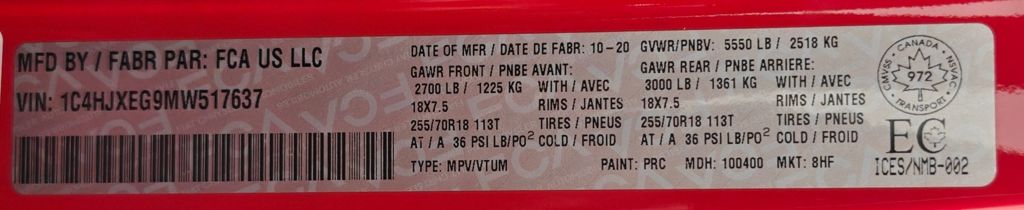 MFD BY / FABR PAR: FCA US LLC
VIN: 1C4HJXEG9MW517637
DATE OF MFR / DATE DE FABR: 10-20 GVWR/PNBV: 5550 LB / 2518 KG
GAWR FRONT / PNBE AVANT: GAWR REAR / PNBE ARRIERE:
2700 LB / 1225 KG WITH / AVEC 3000 LB / 1361 KG WITH / AVEC
18X7.5 RIMS / JANTES 18X7.5 RIMS / JANTES
255/70R18 113T TIRES / PNEUS 255/70R18 113T TIRES / PNEUS
AT / A 36 PSI LB/PO² COLD / FROID AT / A 36 PSI LB/PO² COLD / FROID
TYPE: MPV/VTUM PAINT: PRC MDH: 100400 MKT: 8HF
CANADA
CMVSS 972 NSVAC
TRANSPORT
EC
ICES/NMB-002